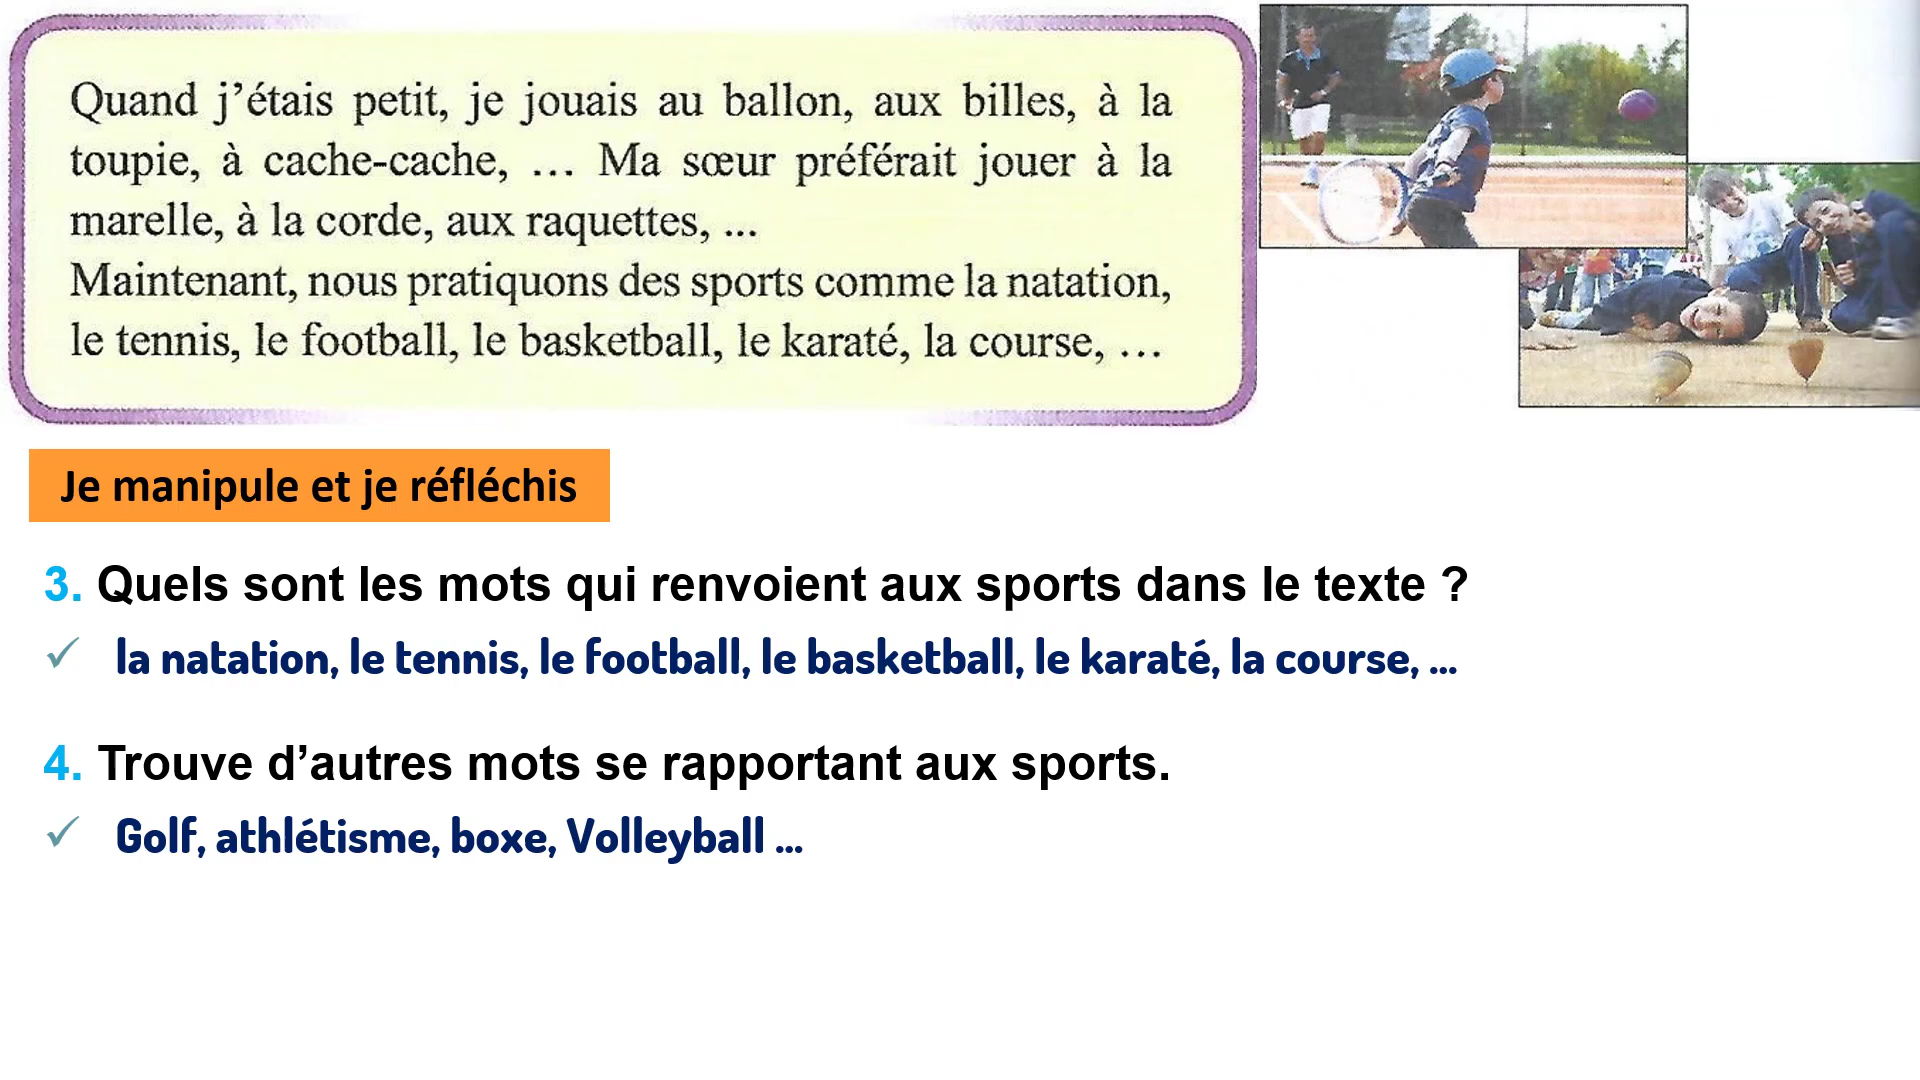 Quand j’étais petit, je jouais au ballon, aux billes, à la
toupie, à cache-cache, … Ma sœur préférait jouer à la
marelle, à la corde, aux raquettes, ...
Maintenant, nous pratiquons des sports comme la natation,
le tennis, le football, le basketball, le karaté, la course, …
Je manipule et je réfléchis
3. Quels sont les mots qui renvoient aux sports dans le texte ?
✓ la natation, le tennis, le football, le basketball, le karaté, la course, …
4. Trouve d’autres mots se rapportant aux sports.
✓ Golf, athlétisme, boxe, Volleyball …